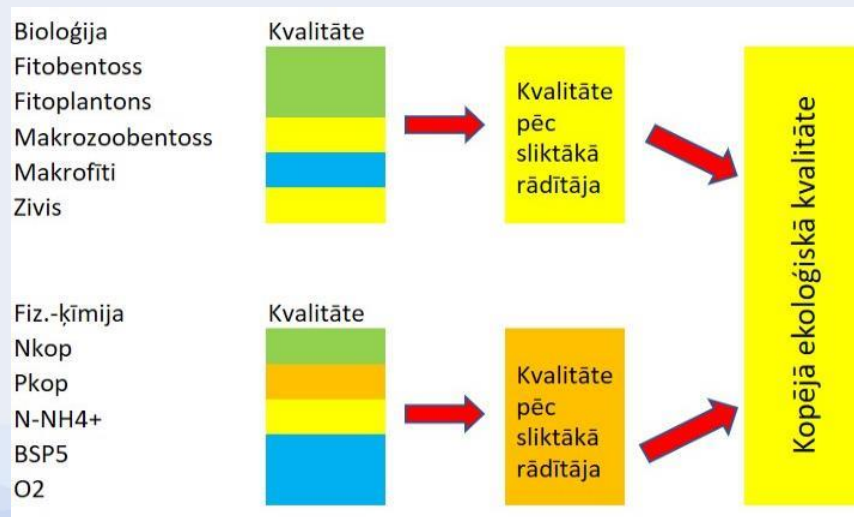 Bioloģija Kvalitāte
Fitobentoss
Fitoplantons
Makrozoobentoss
Makrofīti
Zivis
Kvalitāte
pēc
sliktākā
rādītāja
Fiz.-ķīmija Kvalitāte
Nkop
Pkop
N-NH4+
BSP5
O2
Kvalitāte
pēc
sliktākā
rādītāja
Kopējā ekoloģiskā kvalitāte